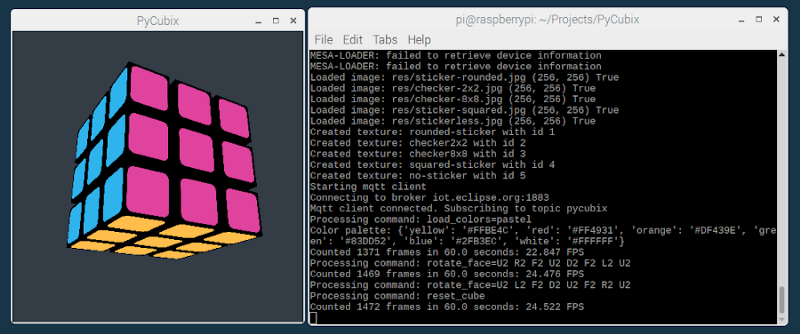 PyCubix
pi@raspberrypi: ~/Projects/PyCubix
File Edit Tabs Help
MESA-LOADER: failed to retrieve device information
MESA-LOADER: failed to retrieve device information
Loaded image: res/sticker-rounded.jpg (256, 256) True
Loaded image: res/checker-2x2.jpg (256, 256) True
Loaded image: res/checker-8x8.jpg (256, 256) True
Loaded image: res/sticker-squared.jpg (256, 256) True
Loaded image: res/stickerless.jpg (256, 256) True
Created texture: rounded-sticker with id 1
Created texture: checker2x2 with id 2
Created texture: checker8x8 with id 3
Created texture: squared-sticker with id 4
Created texture: no-sticker with id 5
Starting mqtt client
Connecting to broker iot.eclipse.org:1883
Mqtt client connected. Subscribing to topic pycubix
Processing command: load_colors=pastel
Color palette: {'yellow': '#FFBE4C', 'red': '#FF4931', 'orange': '#DF439E', 'gre
en': '#83DD52', 'blue': '#2FB3EC', 'white': '#FFFFFF'}
Counted 1371 frames in 60.0 seconds: 22.847 FPS
Processing command: rotate_face=U2 R2 F2 U2 D2 F2 L2 U2
Counted 1469 frames in 60.0 seconds: 24.476 FPS
Processing command: rotate_face=U2 L2 F2 D2 U2 F2 R2 U2
Processing command: reset_cube
Counted 1472 frames in 60.0 seconds: 24.522 FPS